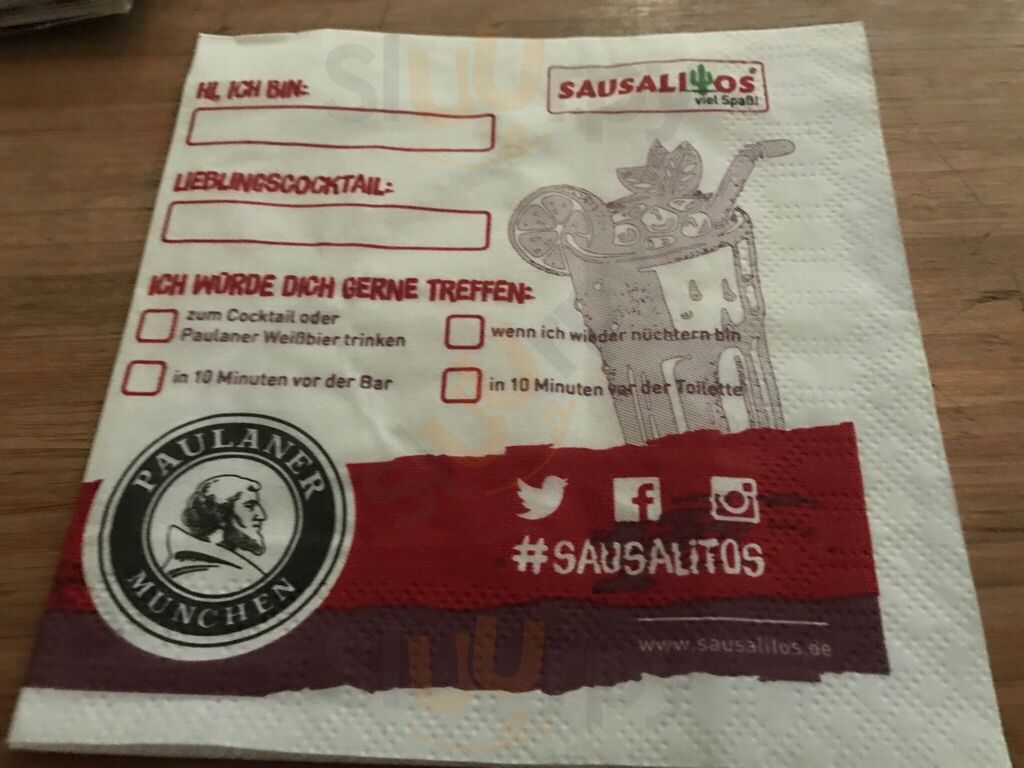 HI, ICH BIN:
SAUSALITOS
viel Spaß!
LIEBLINGSCOCKTAIL:
ICH WÜRDE DICH GERNE TREFFEN:
zum Cocktail oder
Paulaner Weißbier trinken
wenn ich wieder nüchtern bin
in 10 Minuten vor der Bar
in 10 Minuten vor der Toilette
PAULANER
MÜNCHEN
#SAUSALiTOS
www.sausalitos.de